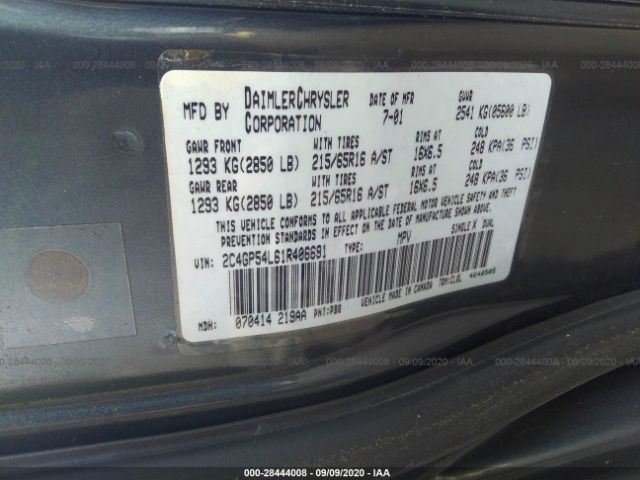 MFD BY DAIMLERCHRYSLER CORPORATION DATE OF MFR 7-01 GVWR 2541 KG(05600 LB)
GAWR FRONT WITH TIRES RIMS AT COLD
1293 KG(2850 LB) 215/65R16 A/ST 16X6.5 248 KPA(36 PSI)
GAWR REAR WITH TIRES RIMS AT COLD
1293 KG(2850 LB) 215/65R16 A/ST 16X6.5 248 KPA(36 PSI)
THIS VEHICLE CONFORMS TO ALL APPLICABLE FEDERAL MOTOR VEHICLE SAFETY AND THEFT
PREVENTION STANDARDS IN EFFECT ON THE DATE OF MANUFACTURE SHOWN ABOVE.
VIN: 2C4GP54L61R406691 TYPE: MPV SINGLE X DUAL
VEHICLE MADE IN CANADA TRM:CLDL 4640505
MDH: 070414 219AA PNT:PB8
000-28444008 - 09/09/2020 - IAA